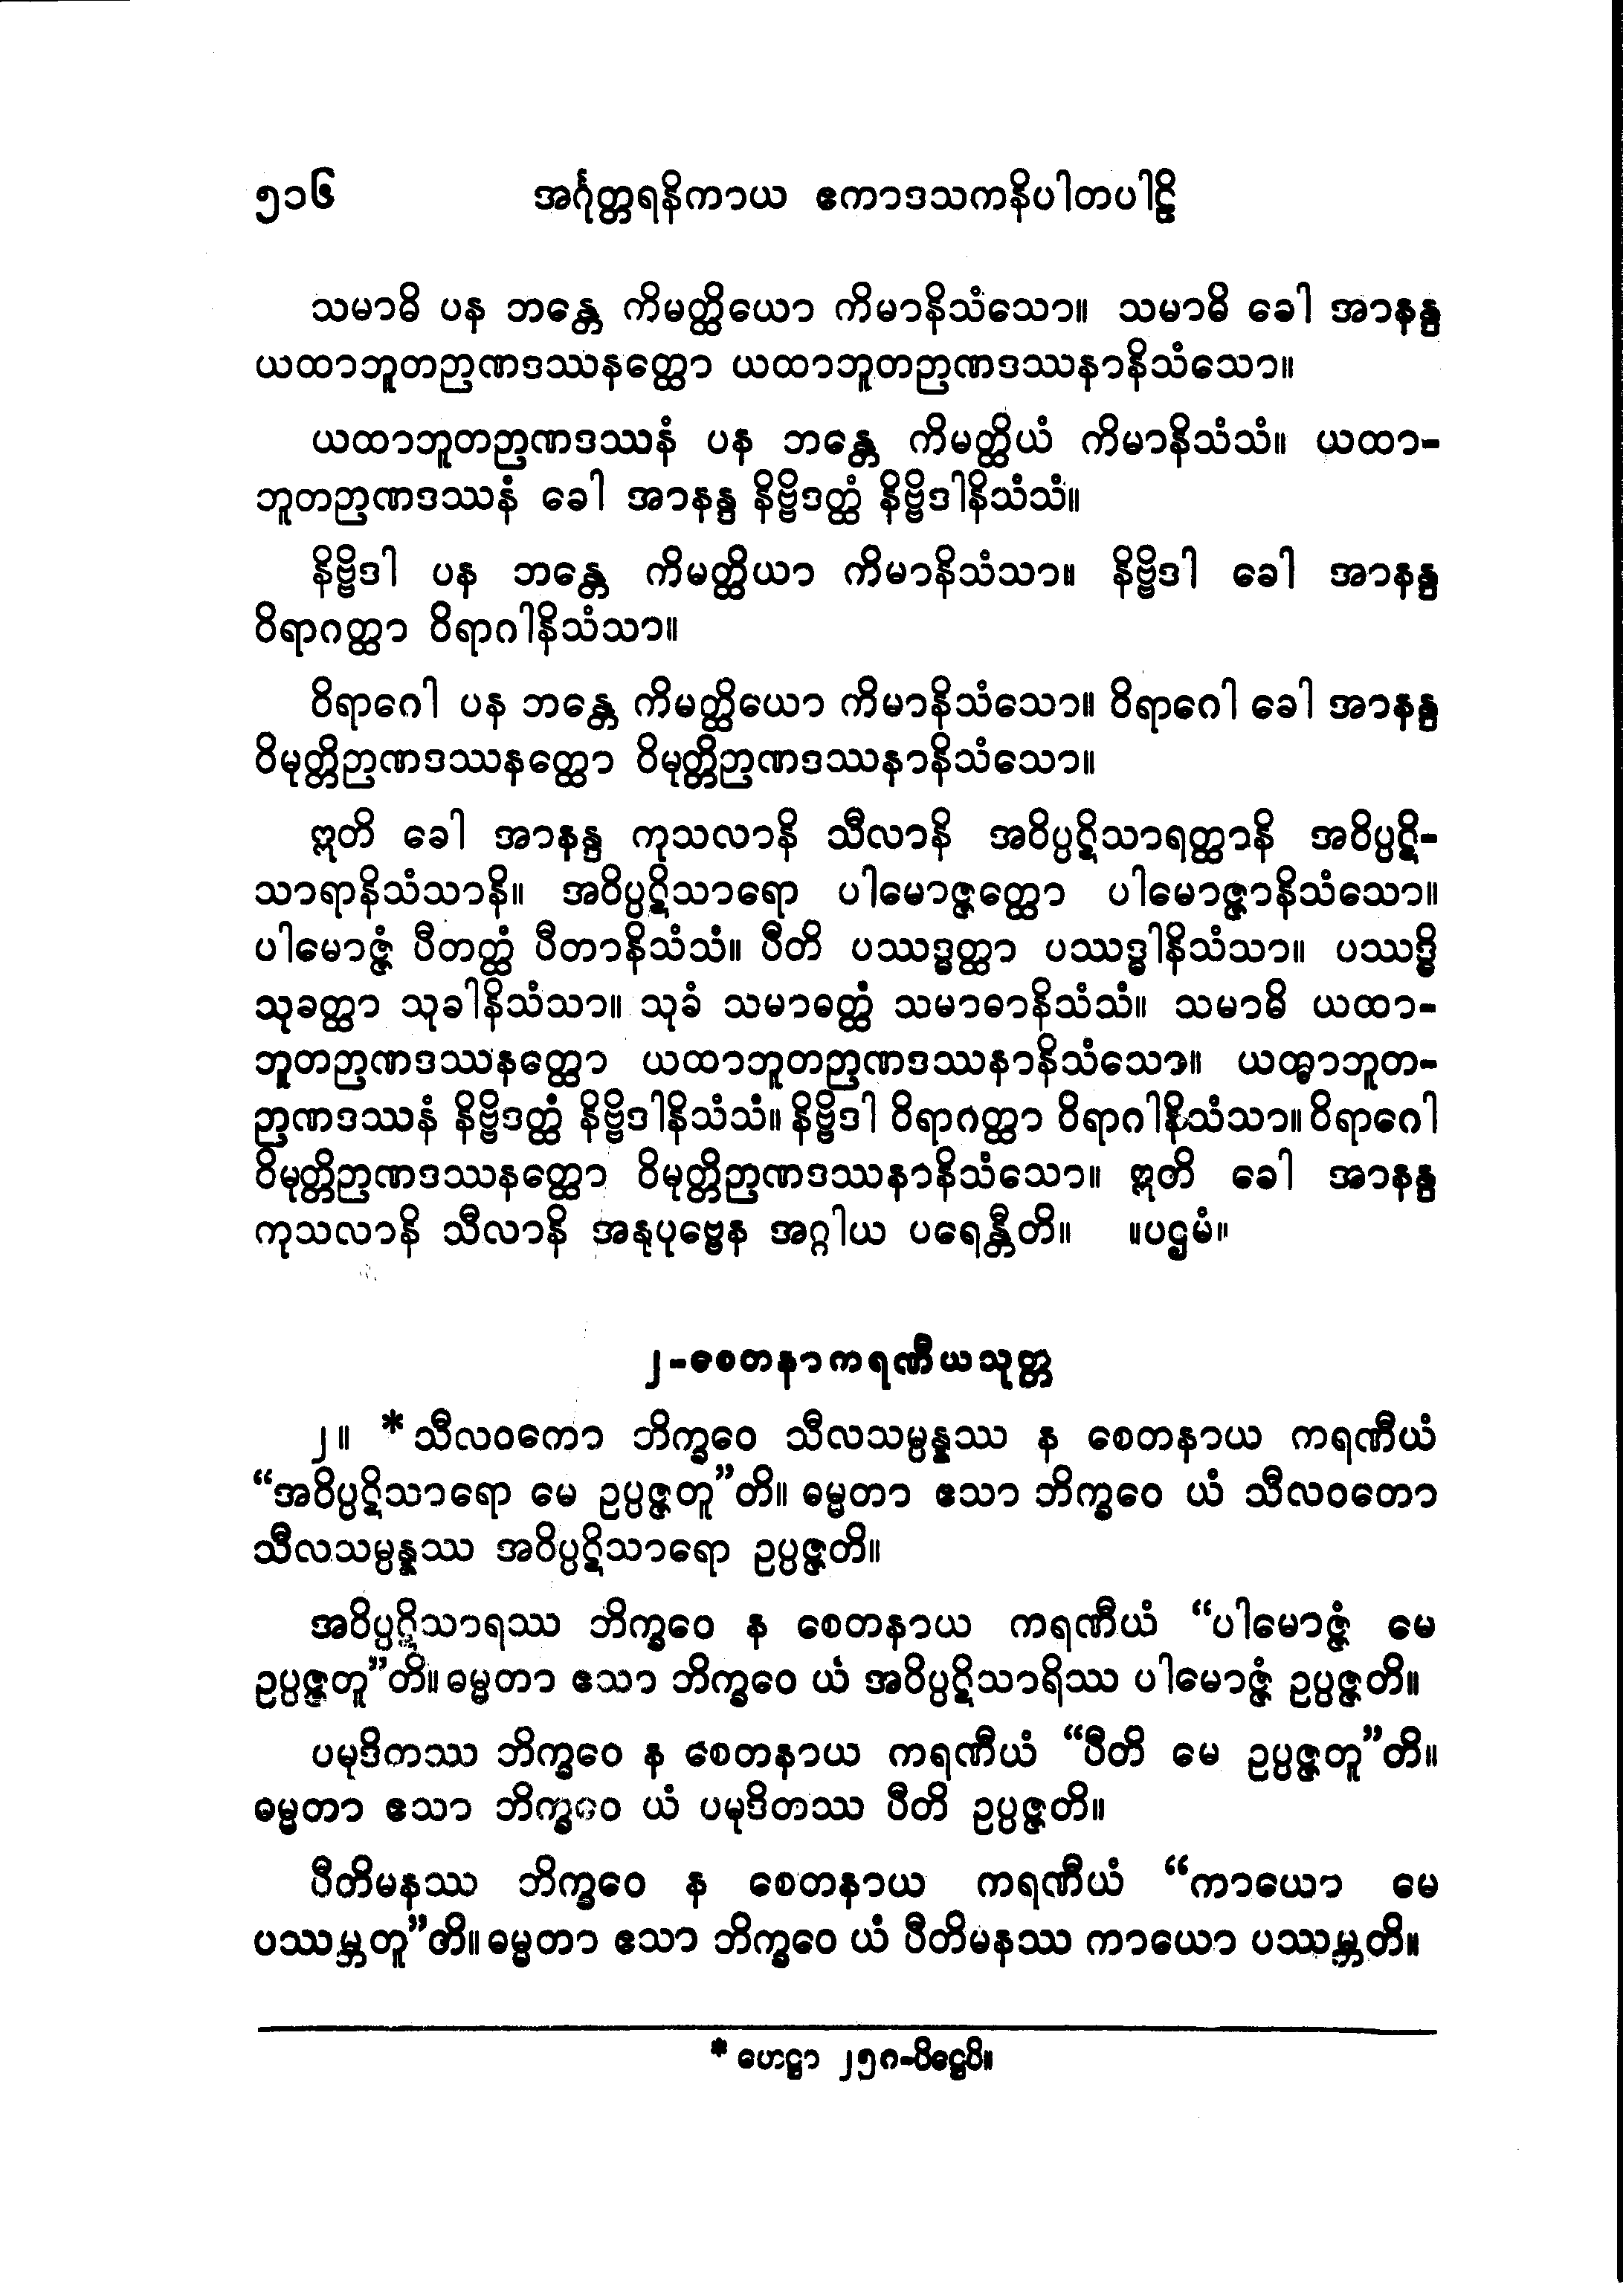 ၅၁၆ အင်္ဂုတ္တရနိကာယ ဧကာဒသကနိပါတပါဠိ
သမာဓိ ပန ဘန္တေ ကိမတ္ထိယော ကိမာနိသံသော။ သမာဓိ ခေါ အာနန္ဒ
ယထာဘူတဉာဏဒဿနတ္ထော ယထာဘူတဉာဏဒဿနာနိသံသော။
ယထာဘူတဉာဏဒဿနံ ပန ဘန္တေ ကိမတ္ထိယံ ကိမာနိသံသံ။ ယထာ-
ဘူတဉာဏဒဿနံ ခေါ အာနန္ဒ နိဗ္ဗိဒတ္ထံ နိဗ္ဗိဒါနိသံသံ။
နိဗ္ဗိဒါ ပန ဘန္တေ ကိမတ္ထိယာ ကိမာနိသံသာ။ နိဗ္ဗိဒါ ခေါ အာနန္ဒ
ဝိရာဂတ္ထာ ဝိရာဂါနိသံသာ။
ဝိရာဂေါ ပန ဘန္တေ ကိမတ္ထိယော ကိမာနိသံသော။ ဝိရာဂေါ ခေါ အာနန္ဒ
ဝိမုတ္တိဉာဏဒဿနတ္ထော ဝိမုတ္တိဉာဏဒဿနာနိသံသော။
ဣတိ ခေါ အာနန္ဒ ကုသလာနိ သီလာနိ အဝိပ္ပဋိသာရတ္ထာနိ အဝိပ္ပဋိ-
သာရာနိသံသာနိ။ အဝိပ္ပဋိသာရော ပါမောဇ္ဇတ္ထော ပါမောဇ္ဇာနိသံသော။
ပါမောဇ္ဇံ ပီတတ္ထံ ပီတာနိသံသံ။ ပီတိ ပဿဒ္ဓတ္ထာ ပဿဒ္ဓါနိသံသာ။ ပဿဒ္ဓိ
သုခတ္ထာ သုခါနိသံသာ။ သုခံ သမာဓတ္ထံ သမာဓာနိသံသံ။ သမာဓိ ယထာ-
ဘူတဉာဏဒဿနတ္ထော ယထာဘူတဉာဏဒဿနာနိသံသော။ ယထာဘူတ-
ဉာဏဒဿနံ နိဗ္ဗိဒတ္ထံ နိဗ္ဗိဒါနိသံသံ။ နိဗ္ဗိဒါ ဝိရာဂတ္ထာ ဝိရာဂါနိသံသာ။ ဝိရာဂေါ
ဝိမုတ္တိဉာဏဒဿနတ္ထော ဝိမုတ္တိဉာဏဒဿနာနိသံသော။ ဣတိ ခေါ အာနန္ဒ
ကုသလာနိ သီလာနိ အနုပုဗ္ဗေန အဂ္ဂါယ ပရေန္တီတိ။ ။ပဌမံ။
၂-စေတနာကရဏီယသုတ္တ
၂။ *သီလဝတော ဘိက္ခဝေ သီလသမ္ပန္နဿ န စေတနာယ ကရဏီယံ
“အဝိပ္ပဋိသာရော မေ ဥပ္ပဇ္ဇတူ”တိ။ ဓမ္မတာ ဧသာ ဘိက္ခဝေ ယံ သီလဝတော
သီလသမ္ပန္နဿ အဝိပ္ပဋိသာရော ဥပ္ပဇ္ဇတိ။
အဝိပ္ပဋိသာရဿ ဘိက္ခဝေ န စေတနာယ ကရဏီယံ “ပါမောဇ္ဇံ မေ
ဥပ္ပဇ္ဇတူ”တိ။ ဓမ္မတာ ဧသာ ဘိက္ခဝေ ယံ အဝိပ္ပဋိသာရိဿ ပါမောဇ္ဇံ ဥပ္ပဇ္ဇတိ။
ပမုဒိတဿ ဘိက္ခဝေ န စေတနာယ ကရဏီယံ “ပီတိ မေ ဥပ္ပဇ္ဇတူ”တိ။
ဓမ္မတာ ဧသာ ဘိက္ခဝေ ယံ ပမုဒိတဿ ပီတိ ဥပ္ပဇ္ဇတိ။
ပီတိမနဿ ဘိက္ခဝေ န စေတနာယ ကရဏီယံ “ကာယော မေ
ပဿမ္ဘတူ”တိ။ ဓမ္မတာ ဧသာ ဘိက္ခဝေ ယံ ပီတိမနဿ ကာယော ပဿမ္ဘတိ။
* ဟေဋ္ဌာ ၂၅၈-ပိဋ္ဌေပိ။